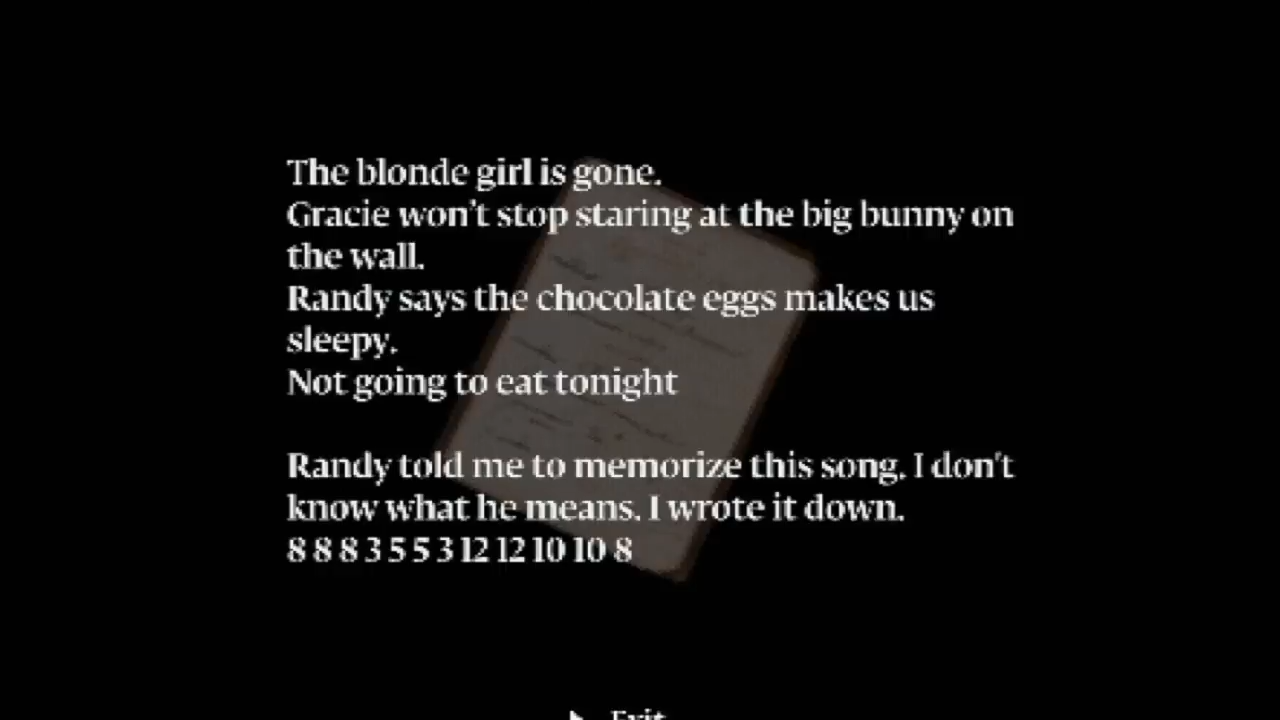 The blonde girl is gone.
Gracie won't stop staring at the big bunny on
the wall.
Randy says the chocolate eggs makes us
sleepy.
Not going to eat tonight
Randy told me to memorize this song. I don't
know what he means. I wrote it down.
8 8 8 3 5 5 3 12 12 10 10 8
Exit